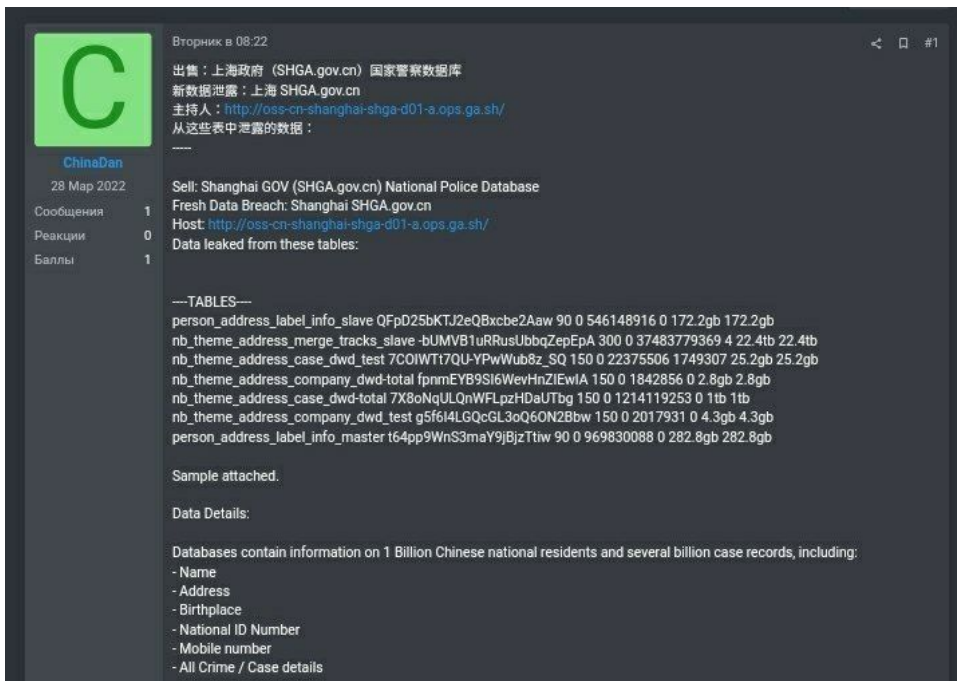 C
Вторник в 08:22
#1
出售：上海政府（SHGA.gov.cn）国家警察数据库
新数据泄露：上海 SHGA.gov.cn
主持人：http://oss-cn-shanghai-shga-d01-a.ops.ga.sh/
从这些表中泄露的数据：
----
ChinaDan
28 Мар 2022
Сообщения 1
Реакции 0
Баллы 1
Sell: Shanghai GOV (SHGA.gov.cn) National Police Database
Fresh Data Breach: Shanghai SHGA.gov.cn
Host: http://oss-cn-shanghai-shga-d01-a.ops.ga.sh/
Data leaked from these tables:
----TABLES----
person_address_label_info_slave QFpD25bKTJ2eQBxcbe2Aaw 90 0 546148916 0 172.2gb 172.2gb
nb_theme_address_merge_tracks_slave -bUMVB1uRRusUbbqZepEpA 300 0 37483779369 4 22.4tb 22.4tb
nb_theme_address_case_dwd_test 7COIWTt7QU-YPwWub8z_SQ 150 0 22375506 1749307 25.2gb 25.2gb
nb_theme_address_company_dwd-total fpnmEYB9SI6WevHnZIEwIA 150 0 1842856 0 2.8gb 2.8gb
nb_theme_address_case_dwd-total 7X8oNqULQnWFLpzHDaUTbg 150 0 1214119253 0 1tb 1tb
nb_theme_address_company_dwd_test g5f6I4LGQcGL3oQ6ON2Bbw 150 0 2017931 0 4.3gb 4.3gb
person_address_label_info_master t64pp9WnS3maY9jBjzTtiw 90 0 969830088 0 282.8gb 282.8gb
Sample attached.
Data Details:
Databases contain information on 1 Billion Chinese national residents and several billion case records, including:
- Name
- Address
- Birthplace
- National ID Number
- Mobile number
- All Crime / Case details